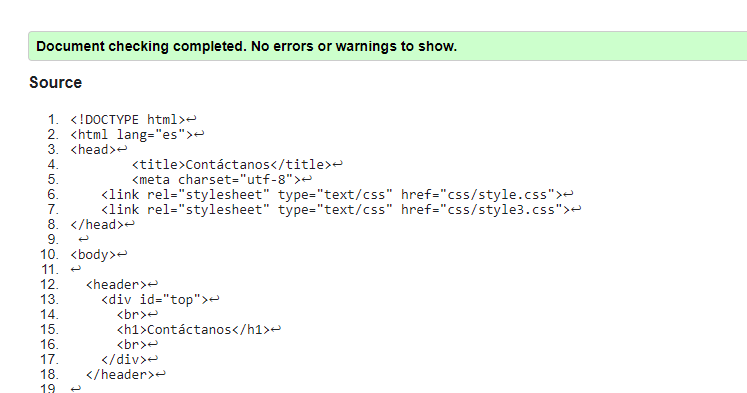 Document checking completed. No errors or warnings to show.
Source
1. <!DOCTYPE html>↩
2. <html lang="es">↩
3. <head>↩
4. <title>Contáctanos</title>↩
5. <meta charset="utf-8">↩
6. <link rel="stylesheet" type="text/css" href="css/style.css">↩
7. <link rel="stylesheet" type="text/css" href="css/style3.css">↩
8. </head>↩
9. ↩
10. <body>↩
11. ↩
12. <header>↩
13. <div id="top">↩
14. <br>↩
15. <h1>Contáctanos</h1>↩
16. <br>↩
17. </div>↩
18. </header>↩
19 ↩